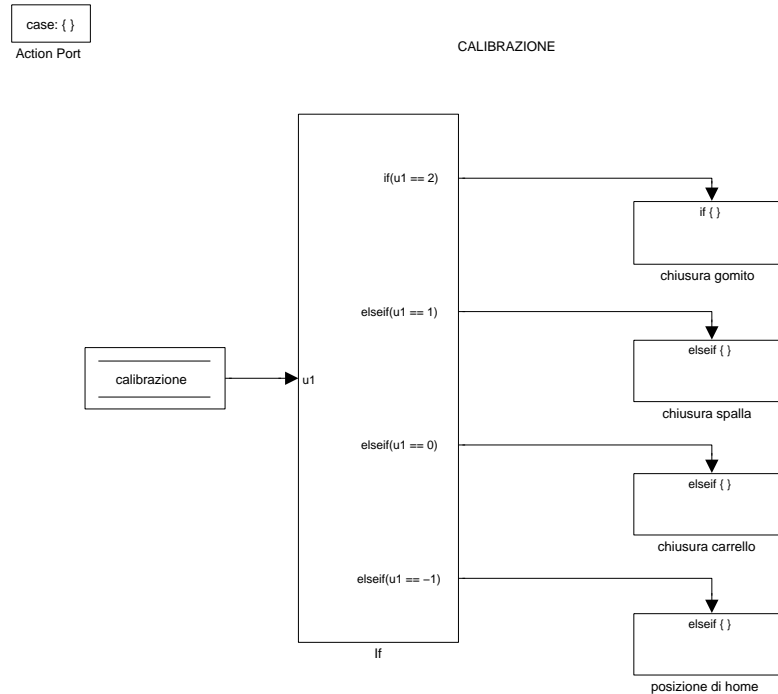 case: { }
Action Port
CALIBRAZIONE
if(u1 == 2)
if { }
chiusura gomito
elseif(u1 == 1)
elseif { }
chiusura spalla
calibrazione
u1
elseif(u1 == 0)
elseif { }
chiusura carrello
elseif(u1 == −1)
elseif { }
posizione di home
If